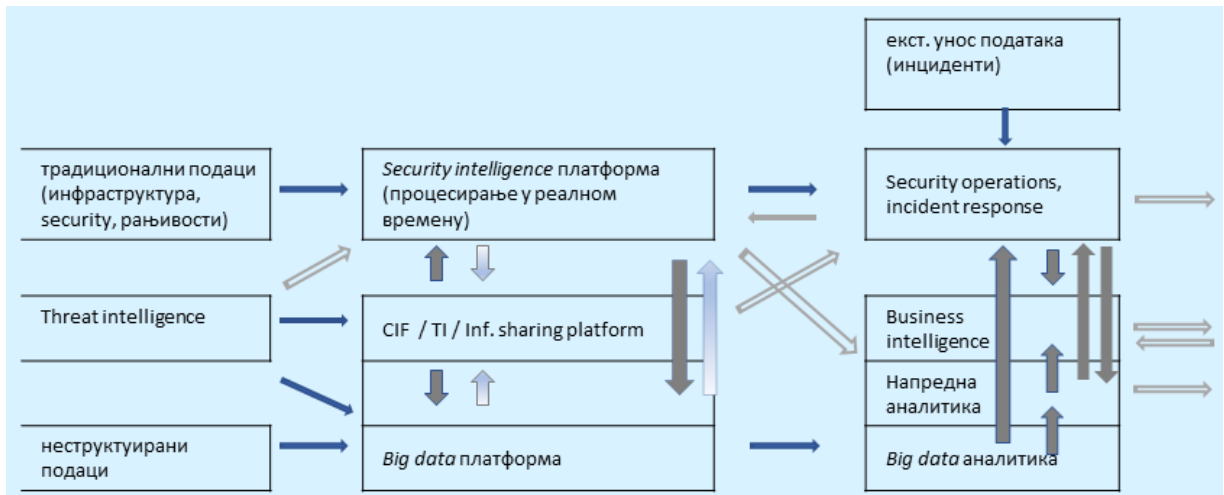 екст. унос података
(инциденти)
традиционални подаци
(инфраструктура,
security, рањивости)
Security intelligence платформа
(процесирање у реалном
времену)
Security operations,
incident response
Threat intelligence
CIF / TI / Inf. sharing platform
Business
intelligence
Напредна
аналитика
неструктуирани
подаци
Big data платформа
Big data аналитика